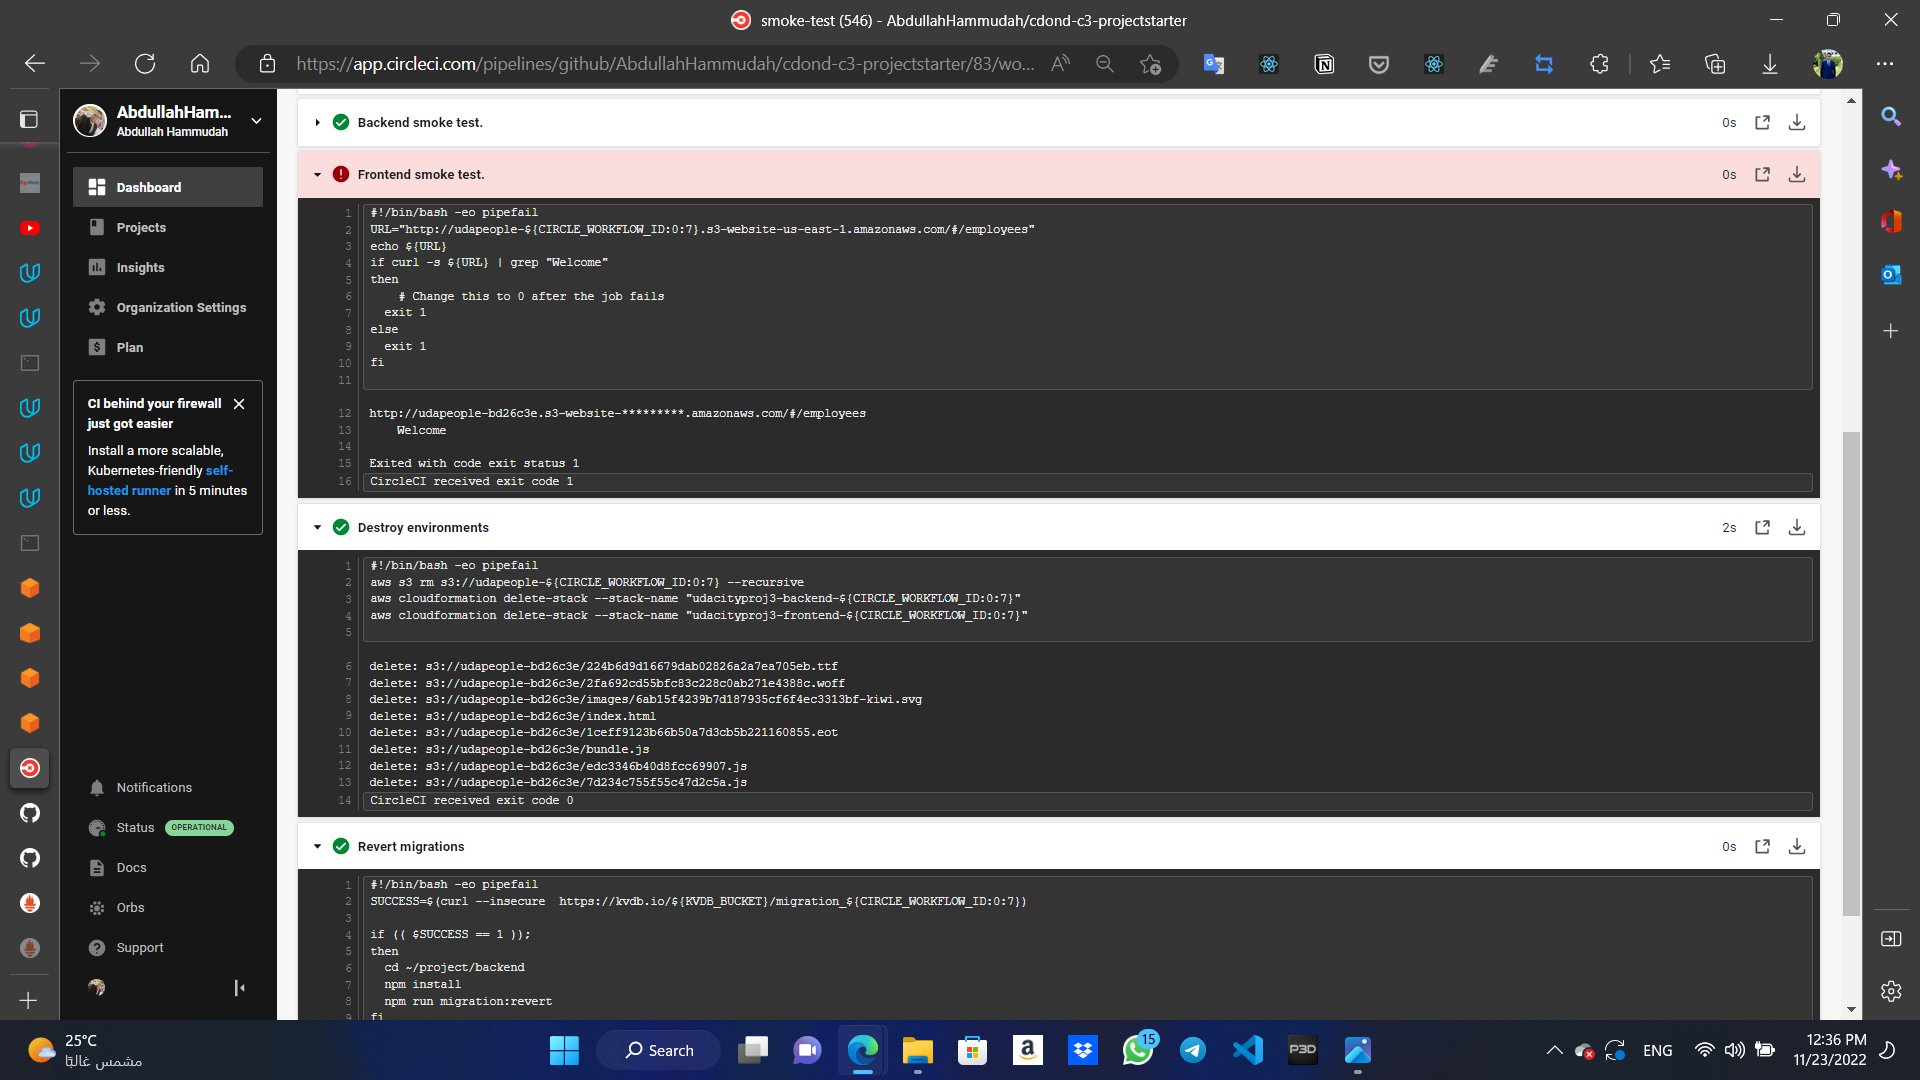 smoke-test (546) - AbdullahHammudah/cdond-c3-projectstarter
https://app.circleci.com/pipelines/github/AbdullahHammudah/cdond-c3-projectstarter/83/wo...
AbdullahHam...
Abdullah Hammudah
Dashboard
Projects
Insights
Organization Settings
Plan
CI behind your firewall
just got easier
Install a more scalable,
Kubernetes-friendly self-
hosted runner in 5 minutes
or less.
Notifications
Status OPERATIONAL
Docs
Orbs
Support
Backend smoke test. 0s
Frontend smoke test. 0s
1 #!/bin/bash -eo pipefail
2 URL="http://udapeople-${CIRCLE_WORKFLOW_ID:0:7}.s3-website-us-east-1.amazonaws.com/#/employees"
3 echo ${URL}
4 if curl -s ${URL} | grep "Welcome"
5 then
6 # Change this to 0 after the job fails
7 exit 1
8 else
9 exit 1
10 fi
11
12 http://udapeople-bd26c3e.s3-website-*********.amazonaws.com/#/employees
13 Welcome
14
15 Exited with code exit status 1
16 CircleCI received exit code 1
Destroy environments 2s
1 #!/bin/bash -eo pipefail
2 aws s3 rm s3://udapeople-${CIRCLE_WORKFLOW_ID:0:7} --recursive
3 aws cloudformation delete-stack --stack-name "udacityproj3-backend-${CIRCLE_WORKFLOW_ID:0:7}"
4 aws cloudformation delete-stack --stack-name "udacityproj3-frontend-${CIRCLE_WORKFLOW_ID:0:7}"
5
6 delete: s3://udapeople-bd26c3e/224b6d9d16679dab02826a2a7ea705eb.ttf
7 delete: s3://udapeople-bd26c3e/2fa692cd55bfc83c228c0ab271e4388c.woff
8 delete: s3://udapeople-bd26c3e/images/6ab15f4239b7d187935cf6f4ec3313bf-kiwi.svg
9 delete: s3://udapeople-bd26c3e/index.html
10 delete: s3://udapeople-bd26c3e/1ceff9123b66b50a7d3cb5b221160855.eot
11 delete: s3://udapeople-bd26c3e/bundle.js
12 delete: s3://udapeople-bd26c3e/edc3346b40d8fcc69907.js
13 delete: s3://udapeople-bd26c3e/7d234c755f55c47d2c5a.js
14 CircleCI received exit code 0
Revert migrations 0s
1 #!/bin/bash -eo pipefail
2 SUCCESS=$(curl --insecure  https://kvdb.io/${KVDB_BUCKET}/migration_${CIRCLE_WORKFLOW_ID:0:7})
3
4 if (( $SUCCESS == 1 ));
5 then
6 cd ~/project/backend
7 npm install
8 npm run migration:revert
9 fi
25°C
مشمس غالبًا
Search
15
P3D
ENG
12:36 PM
11/23/2022